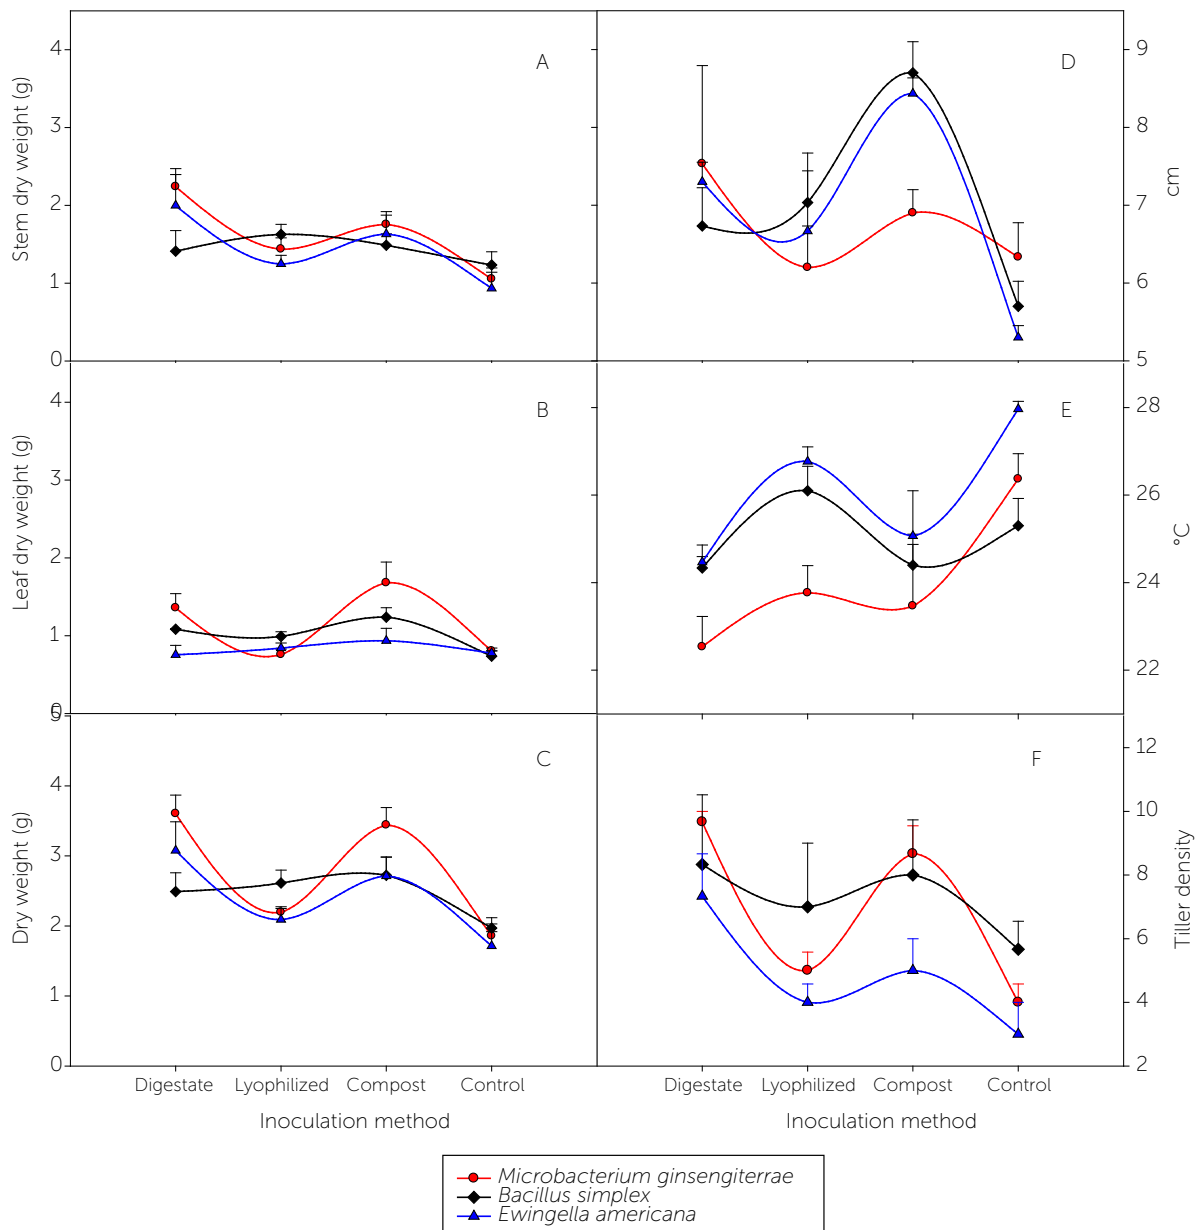 Stem dry weight (g)
4
3
2
1
0
A
D
9
8
7
6
5
cm
Leaf dry weight (g)
4
3
2
1
0
B
E
28
26
24
22
°C
Dry weight (g)
5
4
3
2
1
0
C
F
12
10
8
6
4
2
Tiller density
Digestate Lyophilized Compost Control
Inoculation method
Digestate Lyophilized Compost Control
Inoculation method
Microbacterium ginsengiterrae
Bacillus simplex
Ewingella americana